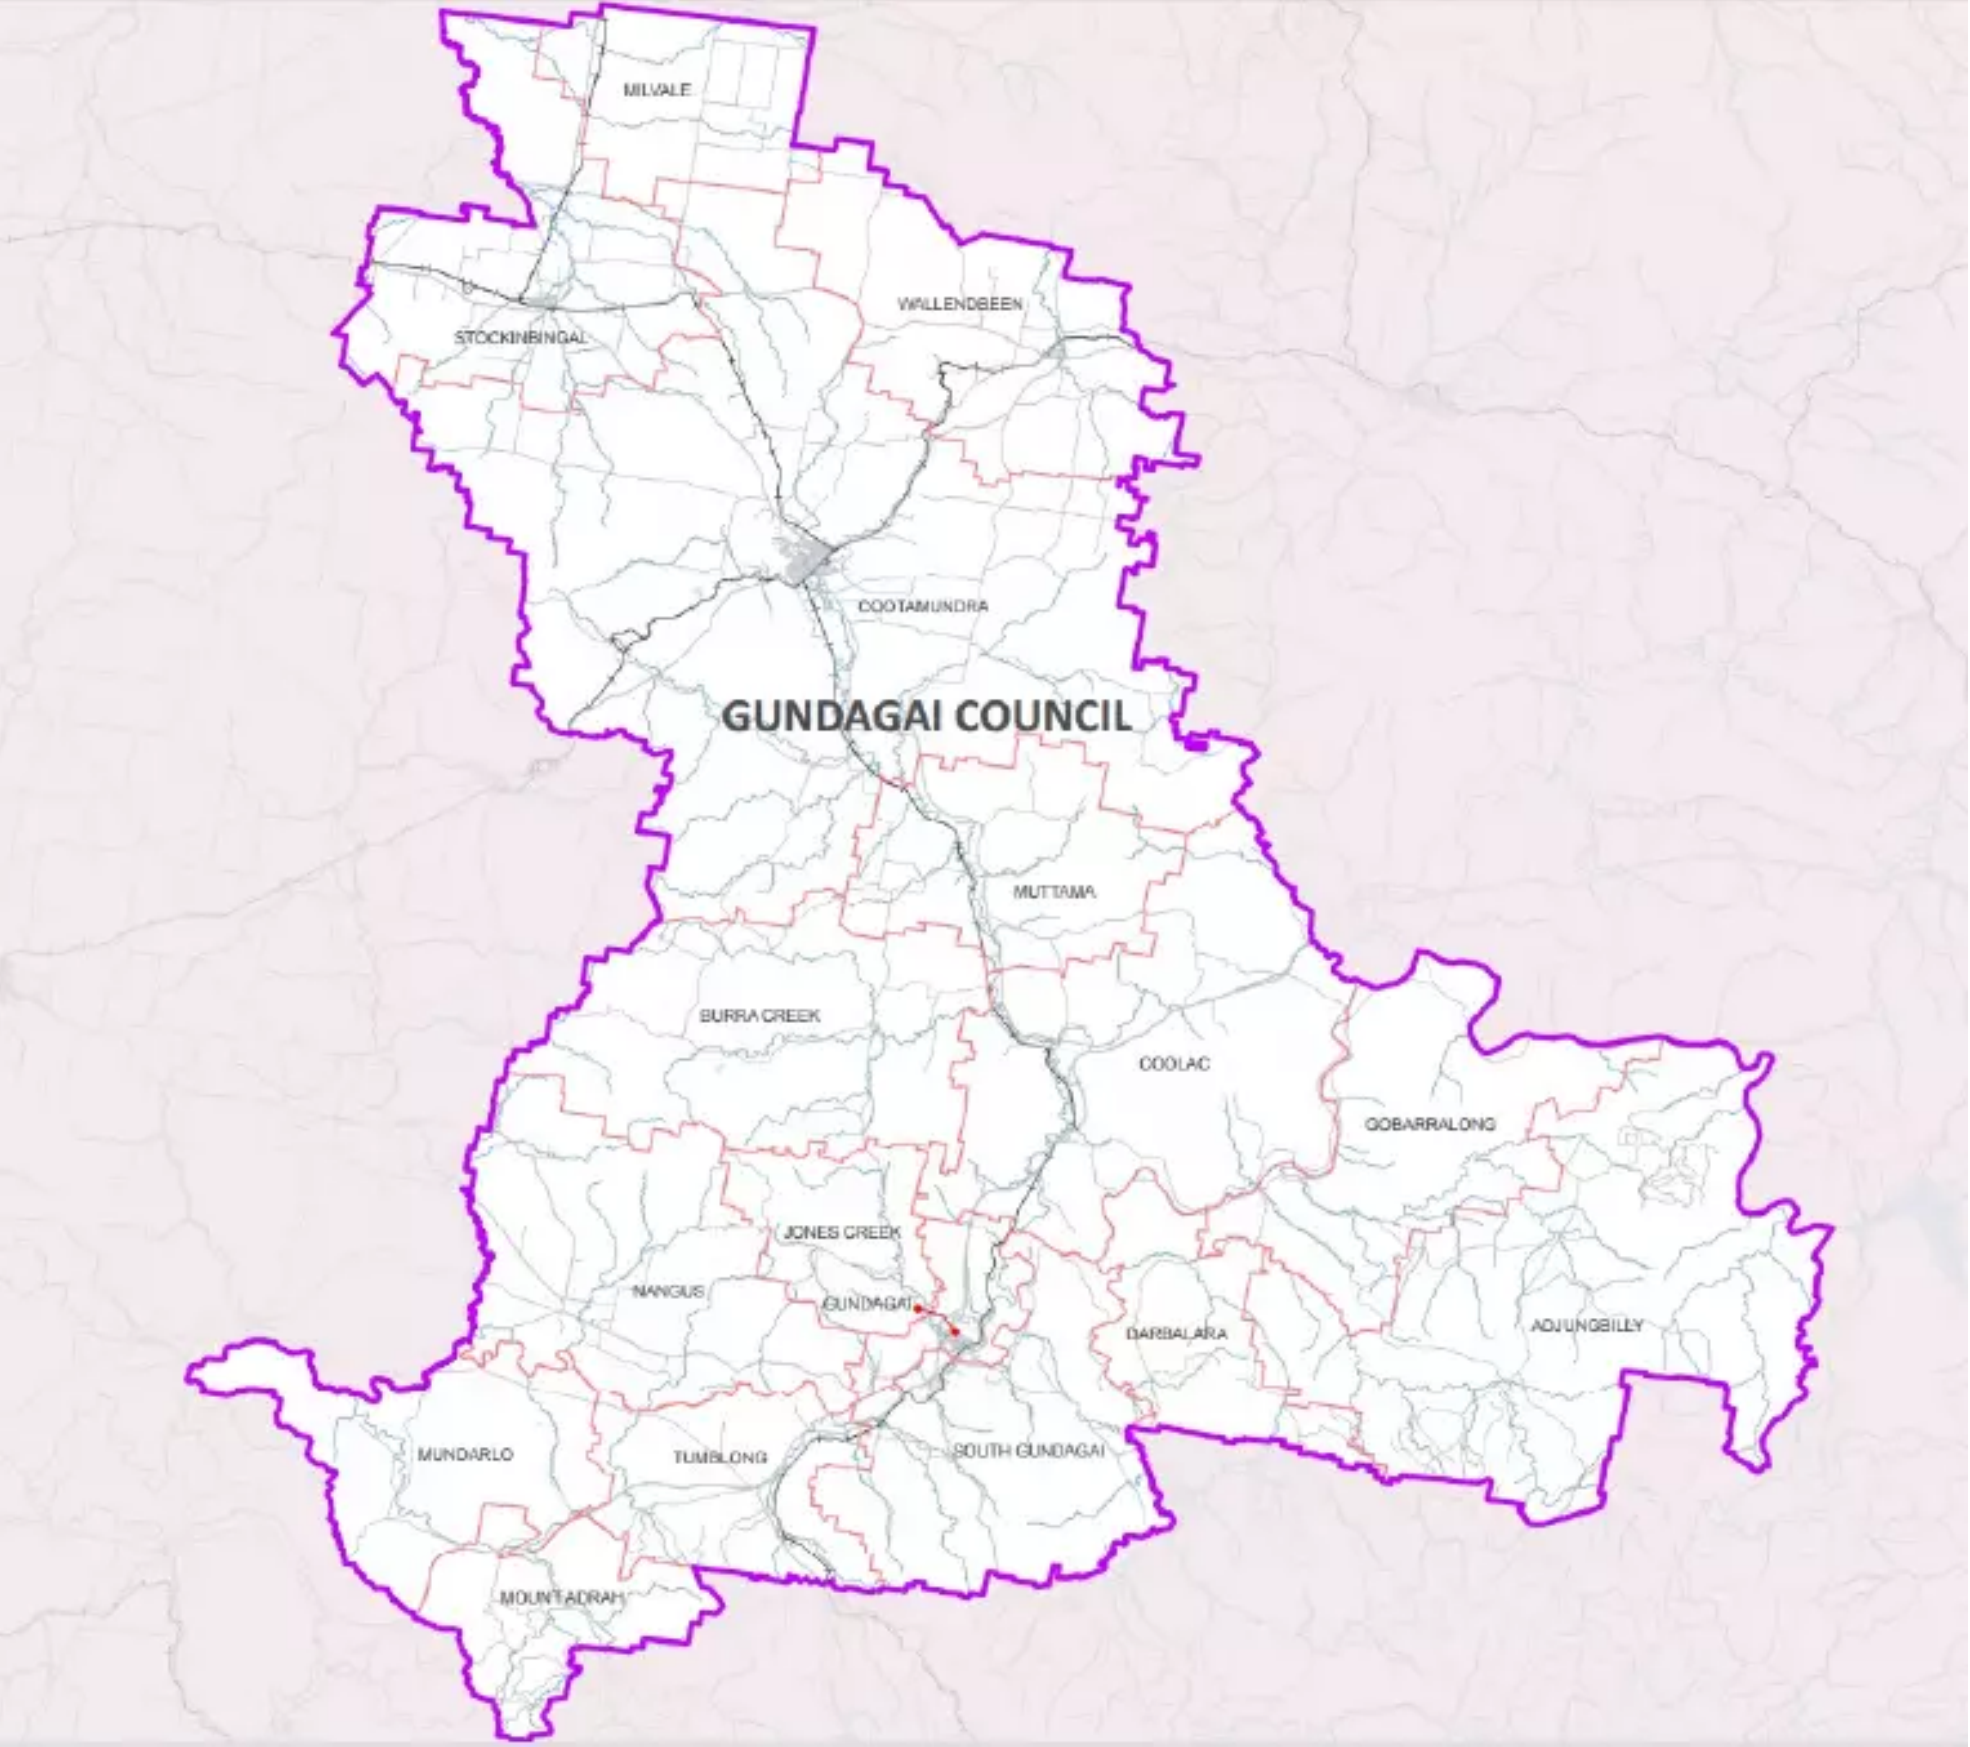 MILVALE
WALLENDBEEN
STOCKINBINGAL
COOTAMUNDRA
GUNDAGAI COUNCIL
MUTTAMA
BURRA CREEK
COOLAC
GOBARRALONG
JONES CREEK
NANGUS
GUNDAGAI
ADJUNGBILLY
DARBALARA
MUNDARLO
TUMBLONG
SOUTH GUNDAGAI
MOUNT ADRAH